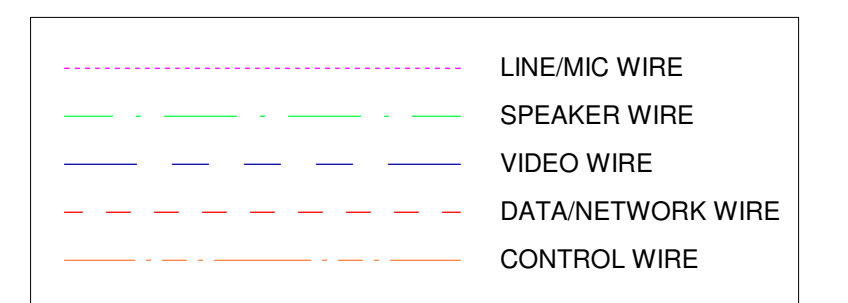 LINE/MIC WIRE
SPEAKER WIRE
VIDEO WIRE
DATA/NETWORK WIRE
CONTROL WIRE